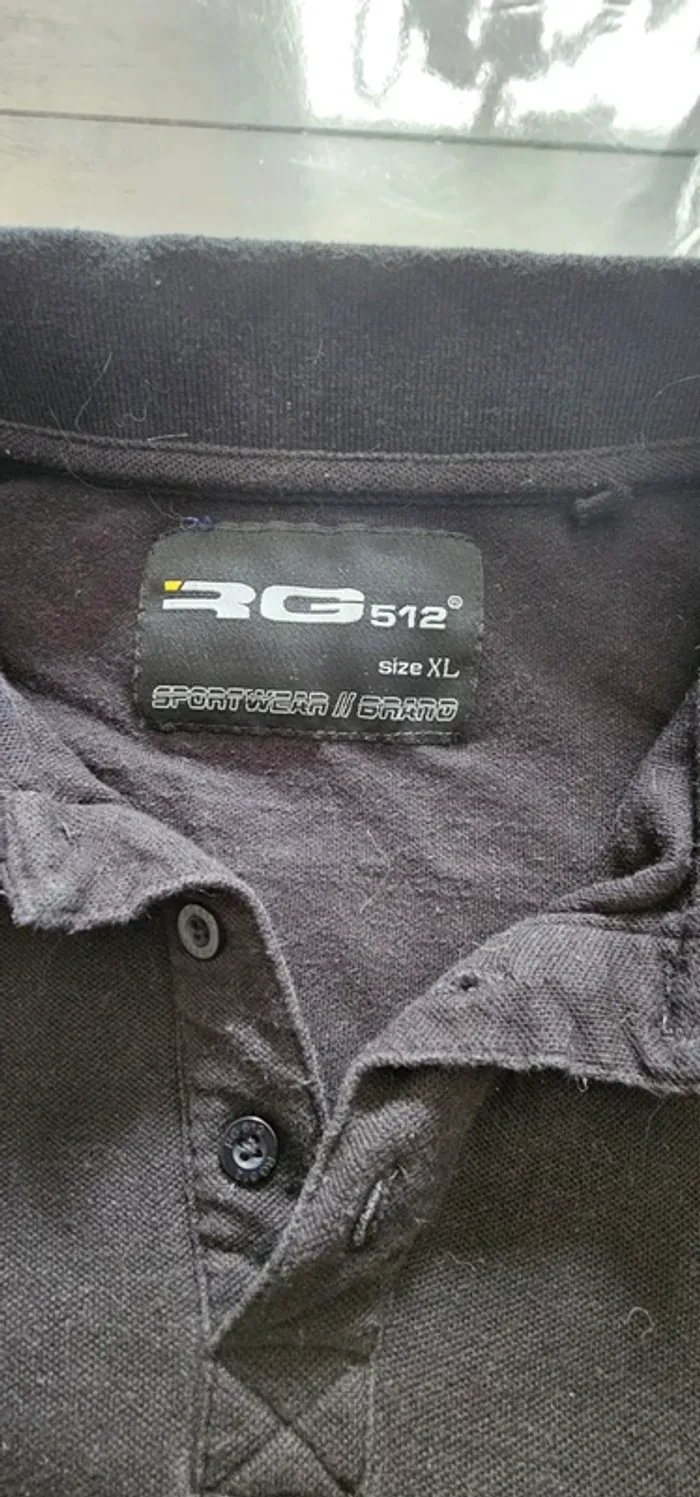 RG512®
size XL
SPORTWEAR // BRAND